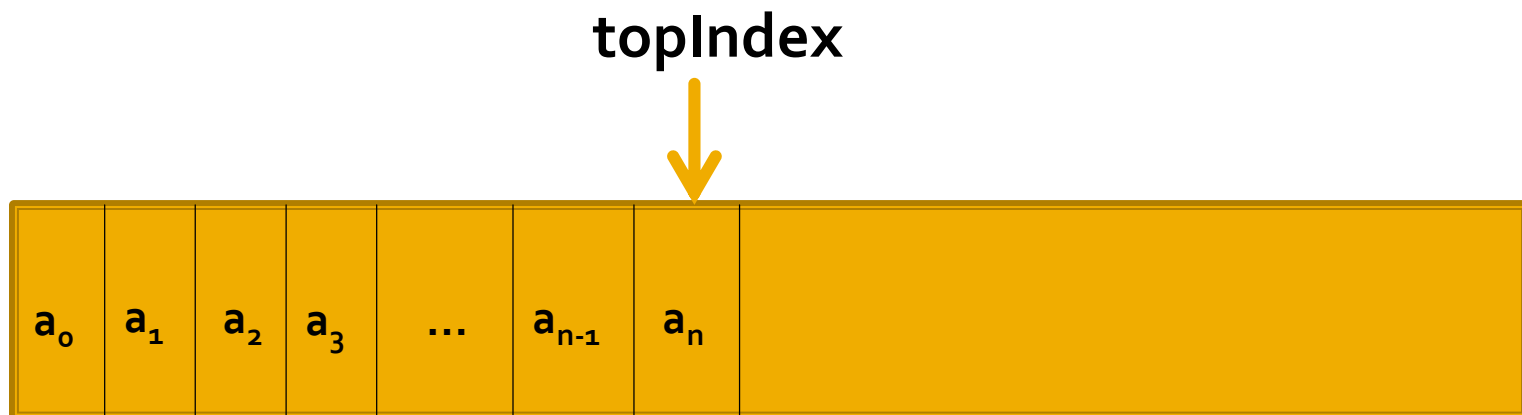 topIndex
a₀ a₁ a₂ a₃ ... aₙ₋₁ aₙ